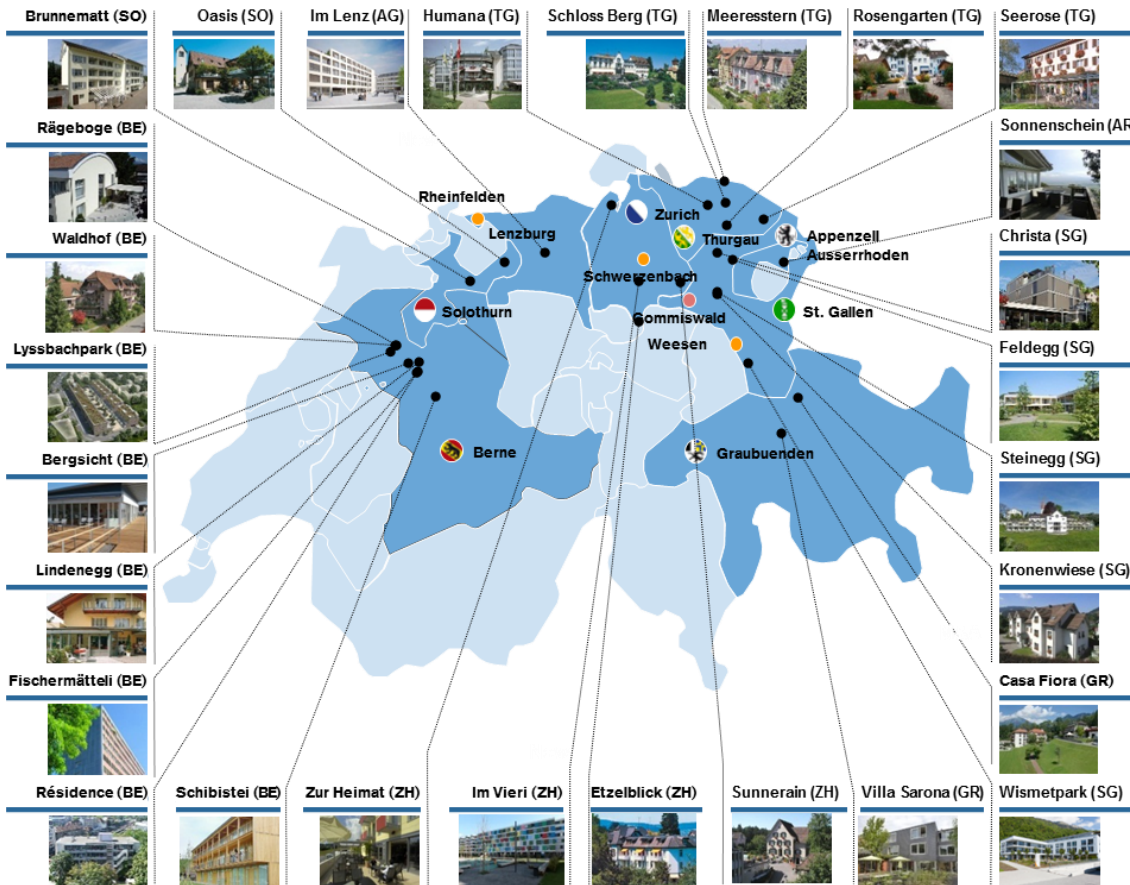 Brunnematt (SO)
Oasis (SO)
Im Lenz (AG)
Humana (TG)
Schloss Berg (TG)
Meeresstern (TG)
Rosengarten (TG)
Seerose (TG)
Rägeboge (BE)
Sonnenschein (AR
Waldhof (BE)
Christa (SG)
Lyssbachpark (BE)
Feldegg (SG)
Bergsicht (BE)
Steinegg (SG)
Lindenegg (BE)
Kronenwiese (SG)
Fischermätteli (BE)
Casa Fiora (GR)
Résidence (BE)
Schibistei (BE)
Zur Heimat (ZH)
Im Vieri (ZH)
Etzelblick (ZH)
Sunnerain (ZH)
Villa Sarona (GR)
Wismetpark (SG)
Rheinfelden
Lenzburg
Zurich
Thurgau
Appenzell
Ausserrhoden
Schwerzenbach
Solothurn
Gommiswald
St. Gallen
Weesen
Berne
Graubuenden